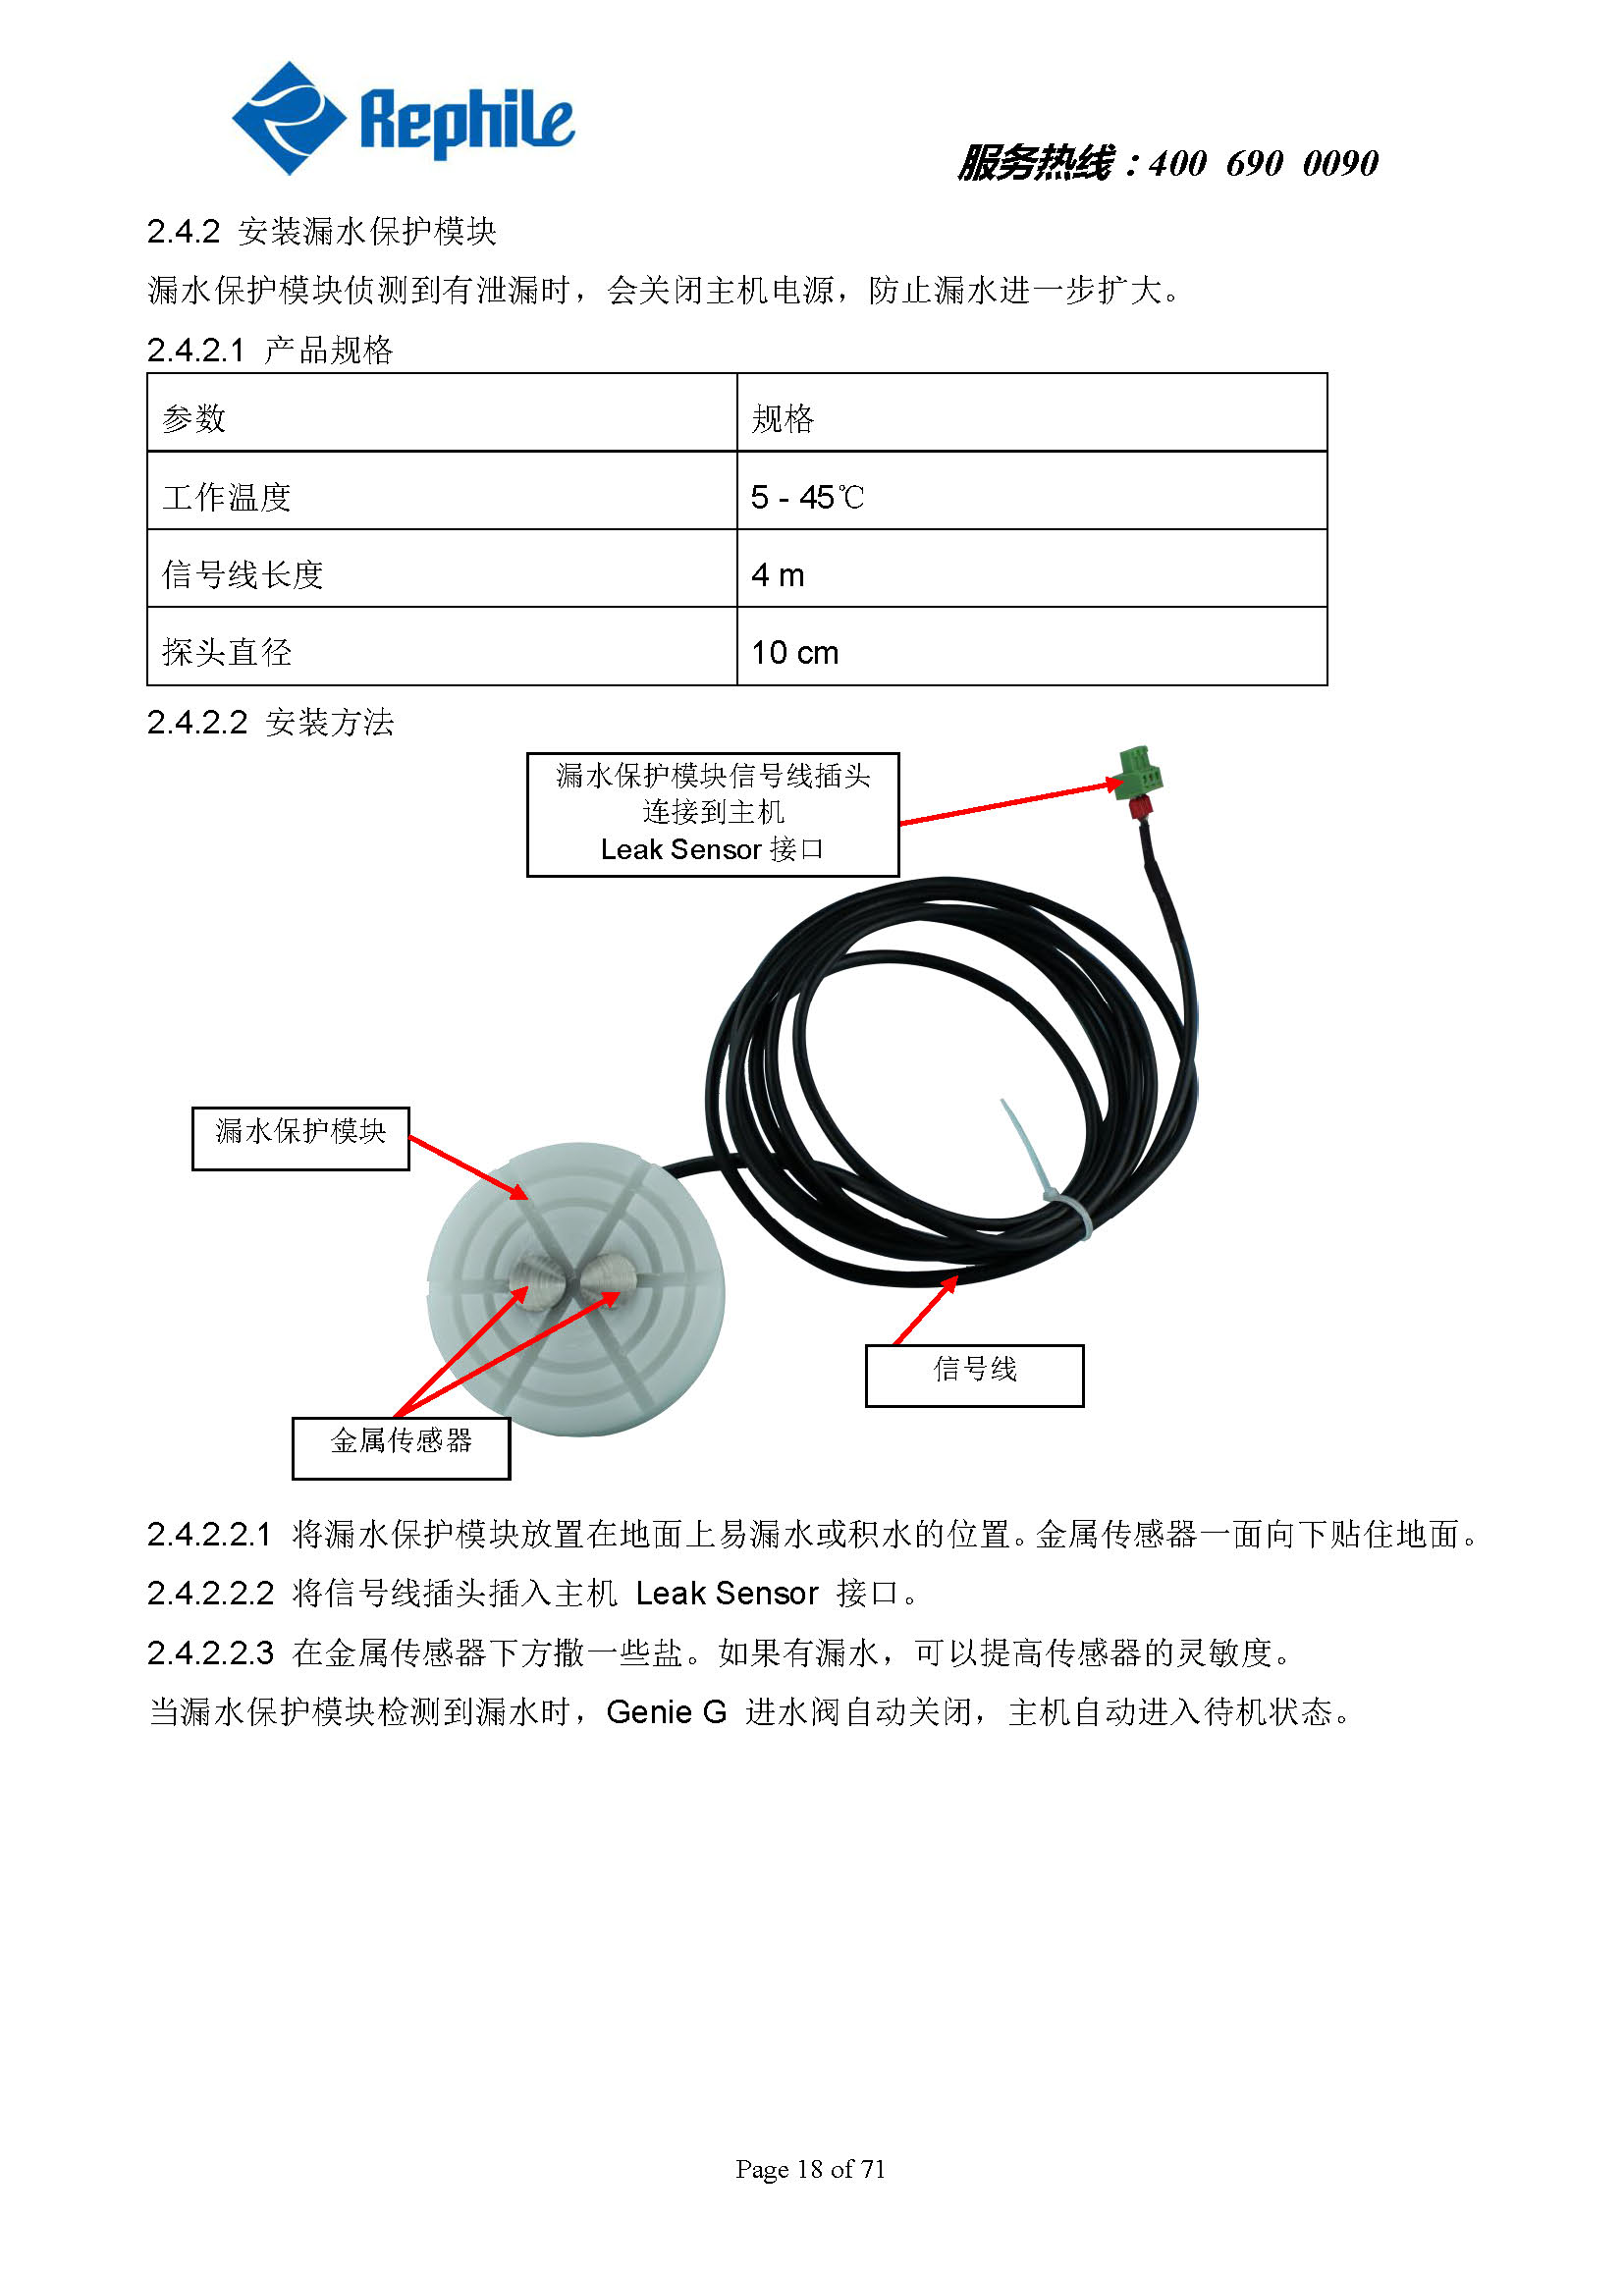 Rephile
服务热线：400 690 0090
2.4.2 安装漏水保护模块
漏水保护模块侦测到有泄漏时，会关闭主机电源，防止漏水进一步扩大。
2.4.2.1 产品规格
参数 规格
工作温度 5 - 45℃
信号线长度 4 m
探头直径 10 cm
2.4.2.2 安装方法
漏水保护模块信号线插头
连接到主机
Leak Sensor 接口
漏水保护模块
信号线
金属传感器
2.4.2.2.1 将漏水保护模块放置在地面上易漏水或积水的位置。金属传感器一面向下贴住地面。
2.4.2.2.2 将信号线插头插入主机 Leak Sensor 接口。
2.4.2.2.3 在金属传感器下方撒一些盐。如果有漏水，可以提高传感器的灵敏度。
当漏水保护模块检测到漏水时，Genie G 进水阀自动关闭，主机自动进入待机状态。
Page 18 of 71